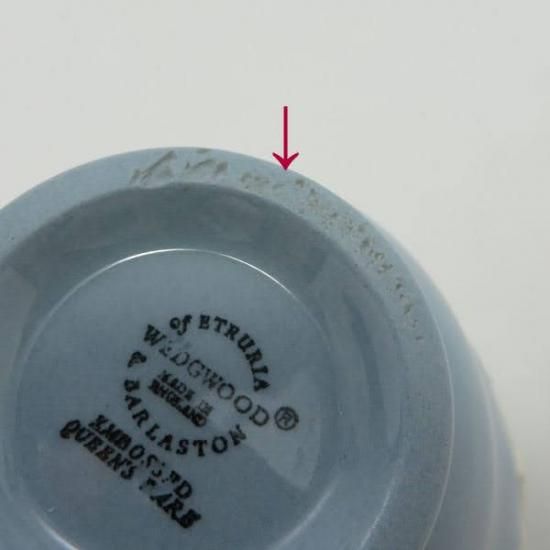 of ETRURIA
WEDGWOOD ®
MADE IN
ENGLAND
& BARLASTON
EMBOSSED
QUEEN'S WARE